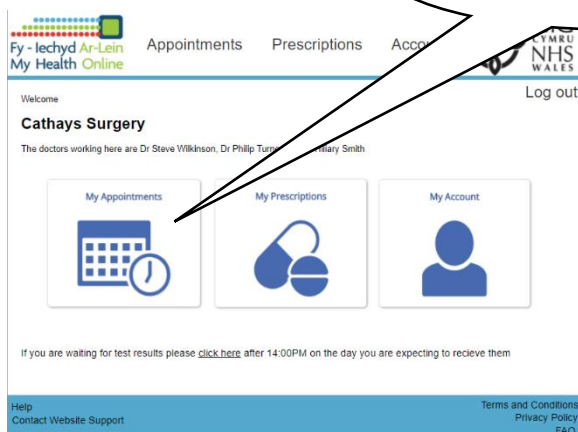 Fy - Iechyd Ar-Lein
My Health Online
Appointments Prescriptions
CYMRU
NHS
WALES
Log out
Welcome
Cathays Surgery
The doctors working here are Dr Steve Wilkinson, Dr Philip Smith
My Appointments
My Prescriptions
My Account
If you are waiting for test results please click here after 14:00PM on the day you are expecting to recieve them
Help
Contact Website Support
Terms and Conditions
Privacy Policy
FAQ